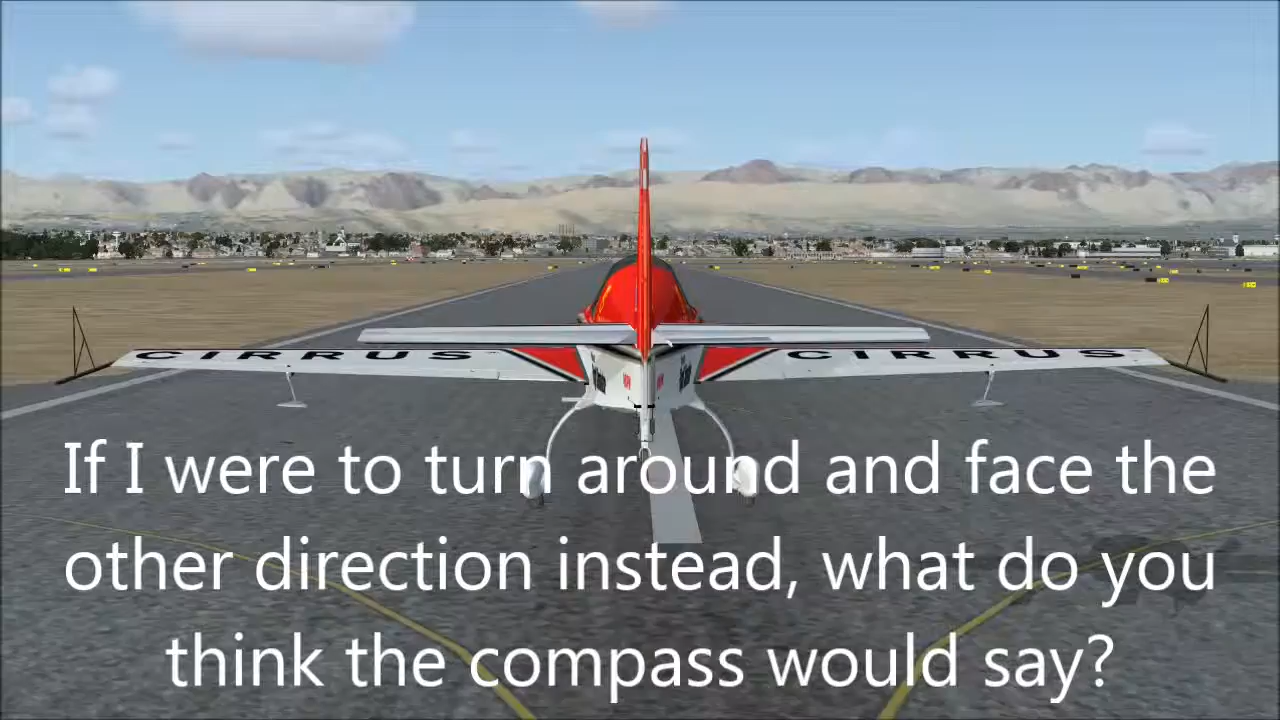 CIRRUS CIRRUS
If I were to turn around and face the
other direction instead, what do you
think the compass would say?